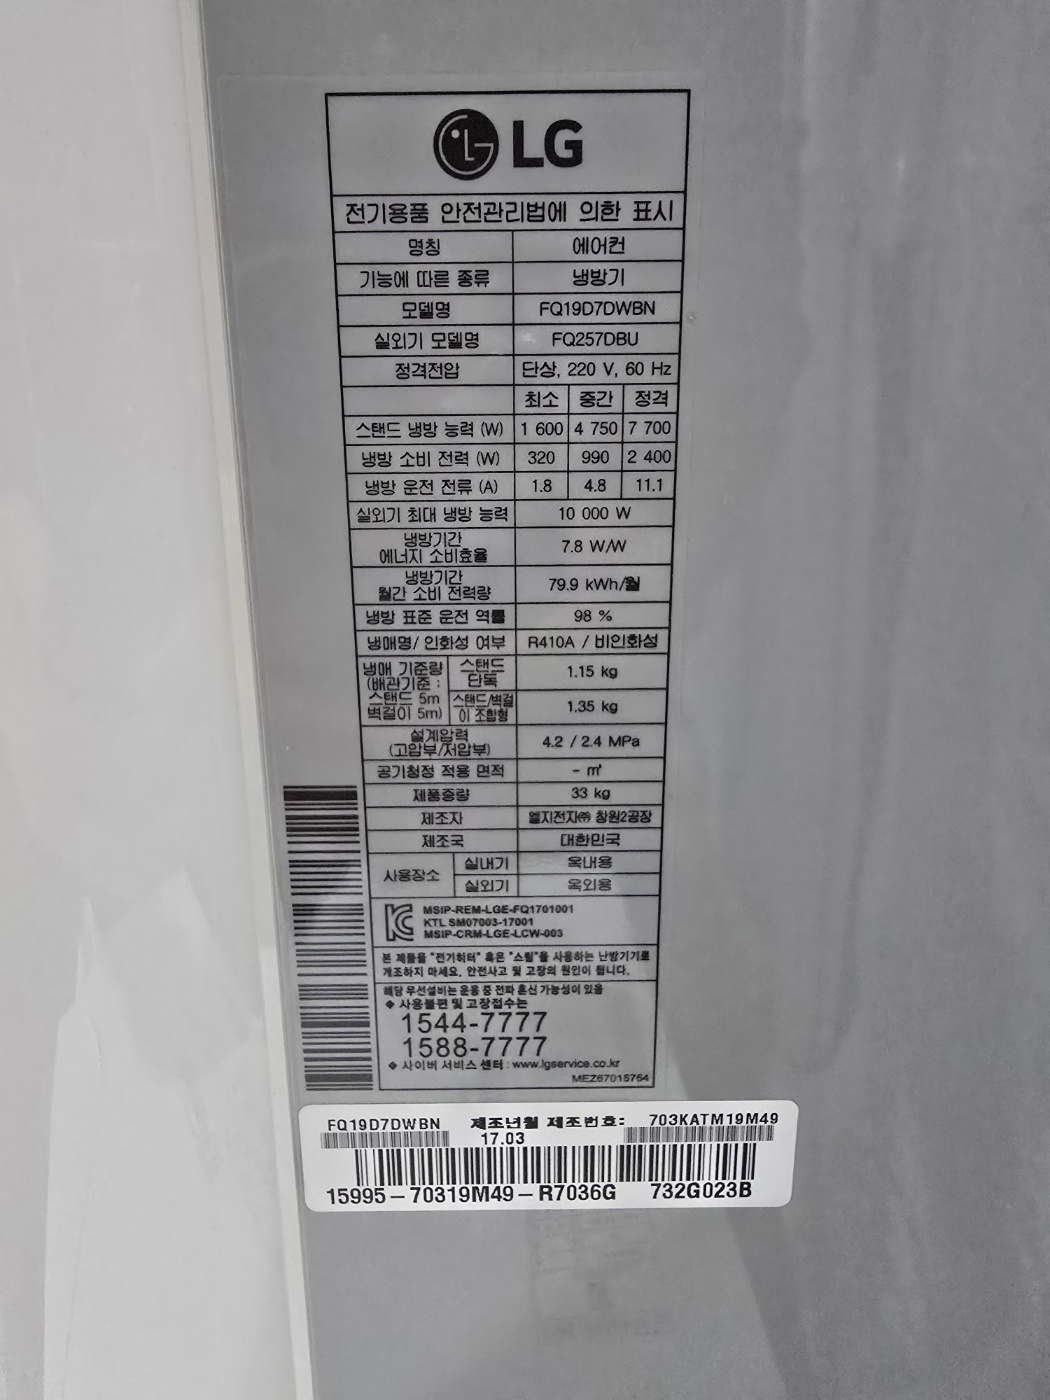 LG
전기용품 안전관리법에 의한 표시
명칭 에어컨
기능에 따른 종류 냉방기
모델명 FQ19D7DWBN
실외기 모델명 FQ257DBU
정격전압 단상, 220 V, 60 Hz
최소 중간 정격
스탠드 냉방 능력 (W) 1 600 4 750 7 700
냉방 소비 전력 (W) 320 990 2 400
냉방 운전 전류 (A) 1.8 4.8 11.1
실외기 최대 냉방 능력 10 000 W
냉방기간
에너지 소비효율 7.8 W/W
냉방기간
월간 소비 전력량 79.9 kWh/월
냉방 표준 운전 역률 98 %
냉매명/ 인화성 여부 R410A / 비인화성
냉매 기준량
(배관기준 :
스탠드 5m
벽걸이 5m)
스탠드
단독 1.15 kg
스탠드/벽걸
이 조합형 1.35 kg
설계압력
(고압부/저압부) 4.2 / 2.4 MPa
공기청정 적용 면적 - ㎡
제품중량 33 kg
제조자 엘지전자㈜ 창원2공장
제조국 대한민국
사용장소 실내기 옥내용
실외기 옥외용
MSIP-REM-LGE-FQ1701001
KTL SM07003-17001
MSIP-CRM-LGE-LCW-003
본 제품을 "전기히터" 혹은 "스팀"을 사용하는 난방기기로
개조하지 마세요. 안전사고 및 고장의 원인이 됩니다.
해당 무선설비는 운용 중 전파 혼신 가능성이 있음
◆ 사용불편 및 고장접수는
1544-7777
1588-7777
◆ 사이버 서비스 센터 : www.lgservice.co.kr
MEZ67015764
FQ19D7DWBN 제조년월 제조번호: 703KATM19M49
17.03
15995-70319M49-R7036G 732G023B